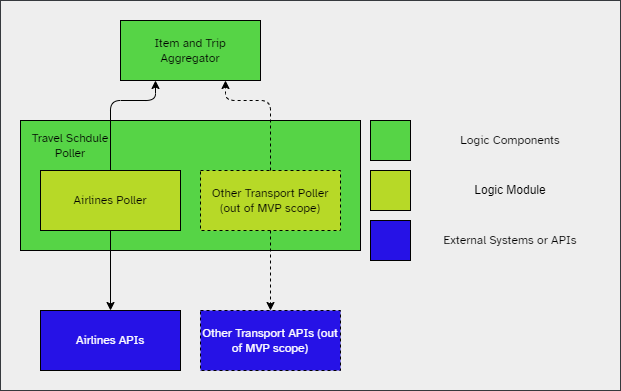 Item and Trip
Aggregator
Travel Schdule
Poller
Airlines Poller
Other Transport Poller
(out of MVP scope)
Logic Components
Logic Module
External Systems or APIs
Airlines APIs
Other Transport APIs (out
of MVP scope)